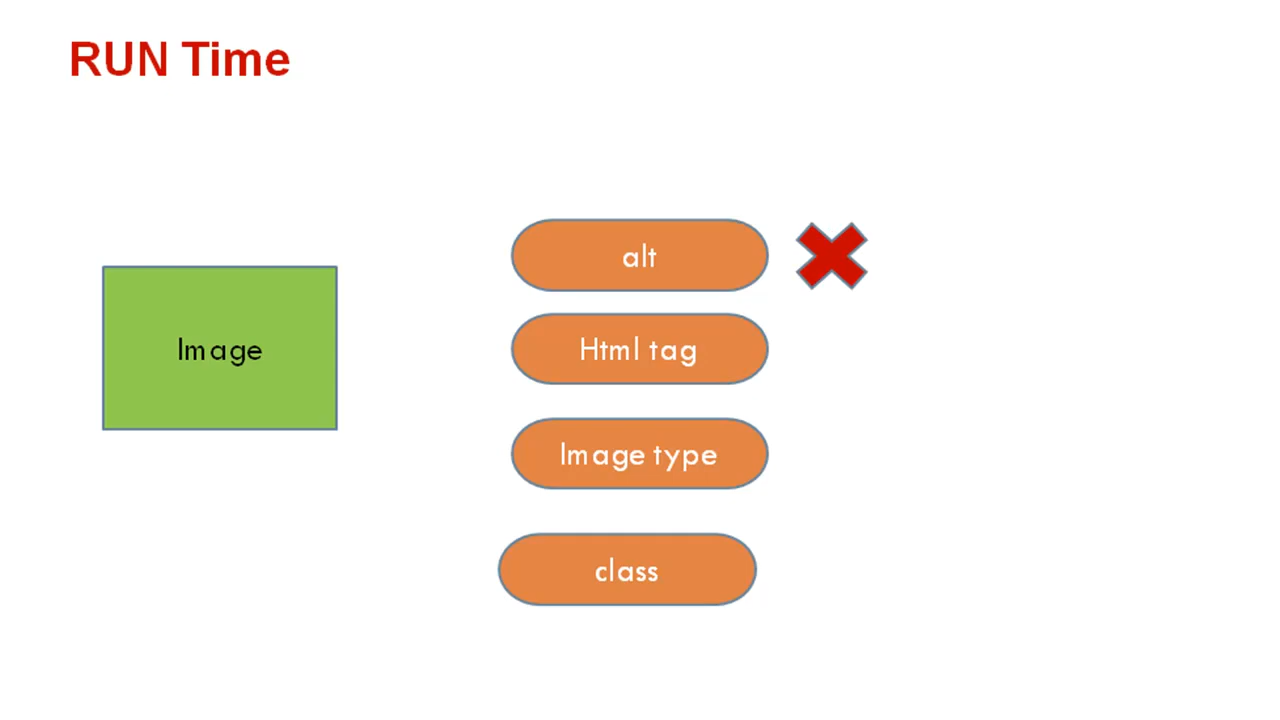 RUN Time
Image
alt
Html tag
Image type
class